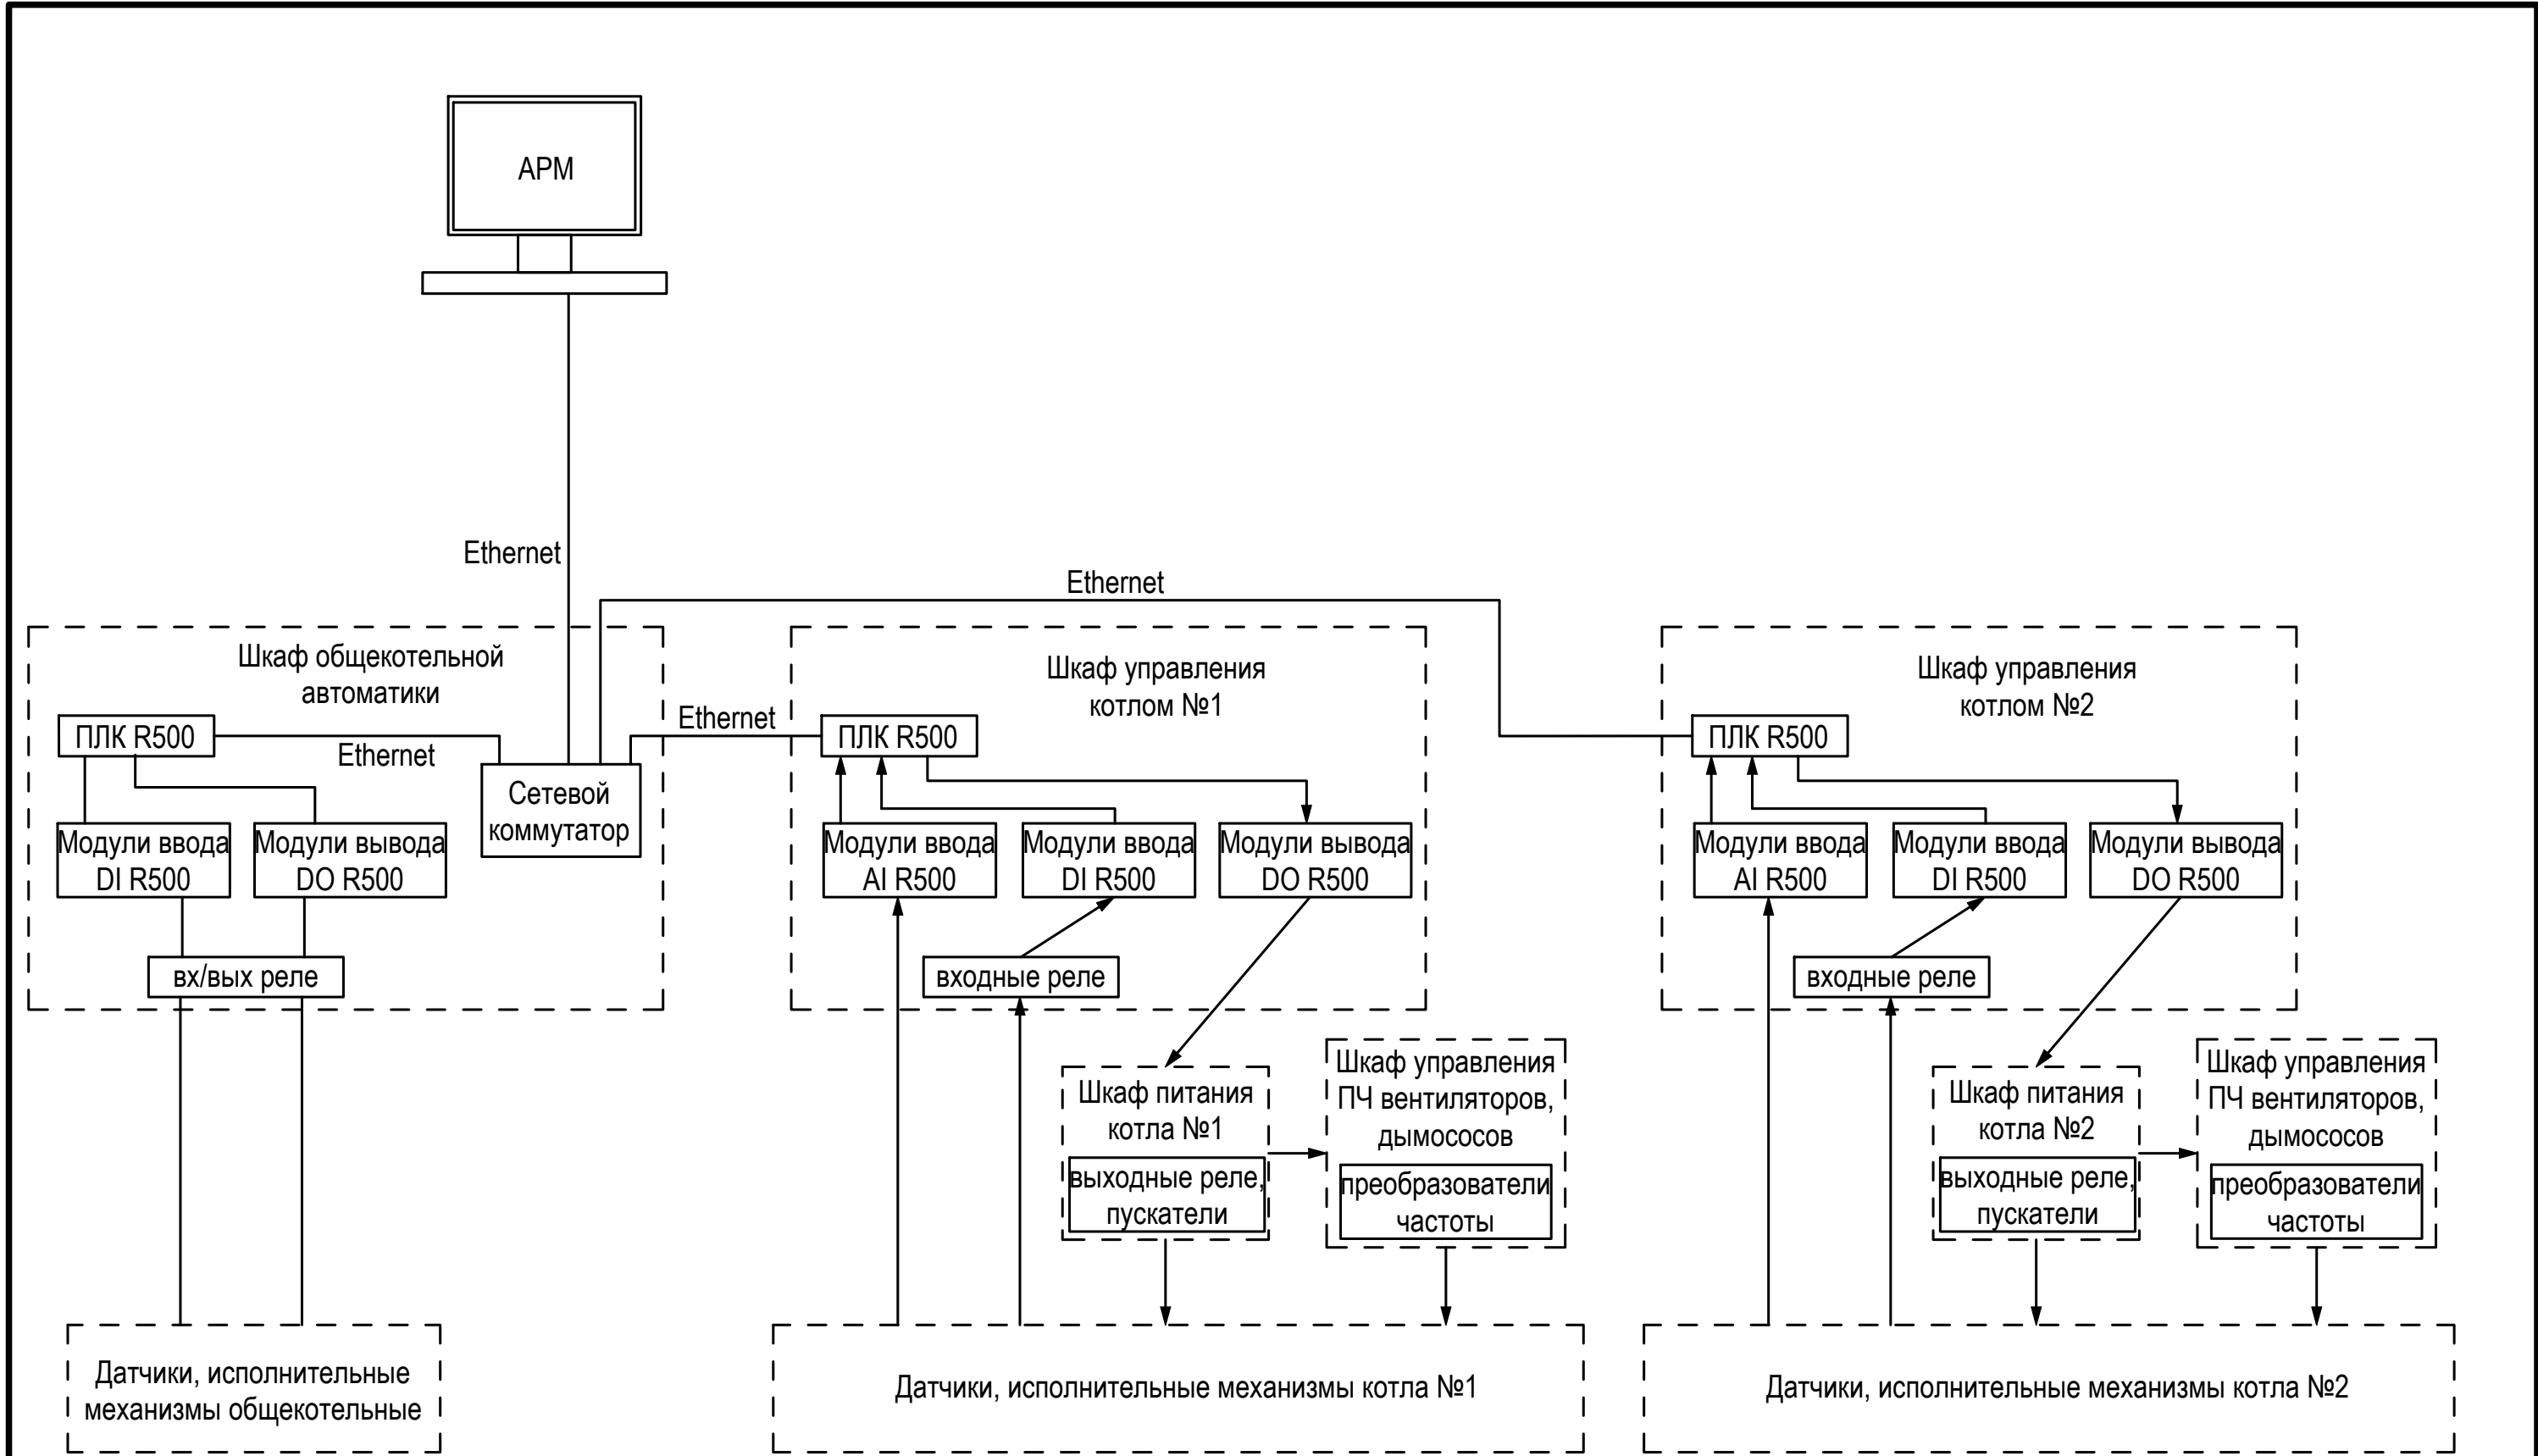 АРМ
Ethernet
Ethernet
Шкаф общекотельной
автоматики
ПЛК R500
Ethernet
Сетевой
коммутатор
Модули ввода
DI R500
Модули вывода
DO R500
вх/вых реле
Датчики, исполнительные
механизмы общекотельные
Ethernet
Шкаф управления
котлом №1
ПЛК R500
Модули ввода
AI R500
Модули ввода
DI R500
Модули вывода
DO R500
входные реле
Шкаф питания
котла №1
выходные реле,
пускатели
Шкаф управления
ПЧ вентиляторов,
дымососов
преобразователи
частоты
Датчики, исполнительные механизмы котла №1
Шкаф управления
котлом №2
ПЛК R500
Модули ввода
AI R500
Модули ввода
DI R500
Модули вывода
DO R500
входные реле
Шкаф питания
котла №2
выходные реле,
пускатели
Шкаф управления
ПЧ вентиляторов,
дымососов
преобразователи
частоты
Датчики, исполнительные механизмы котла №2